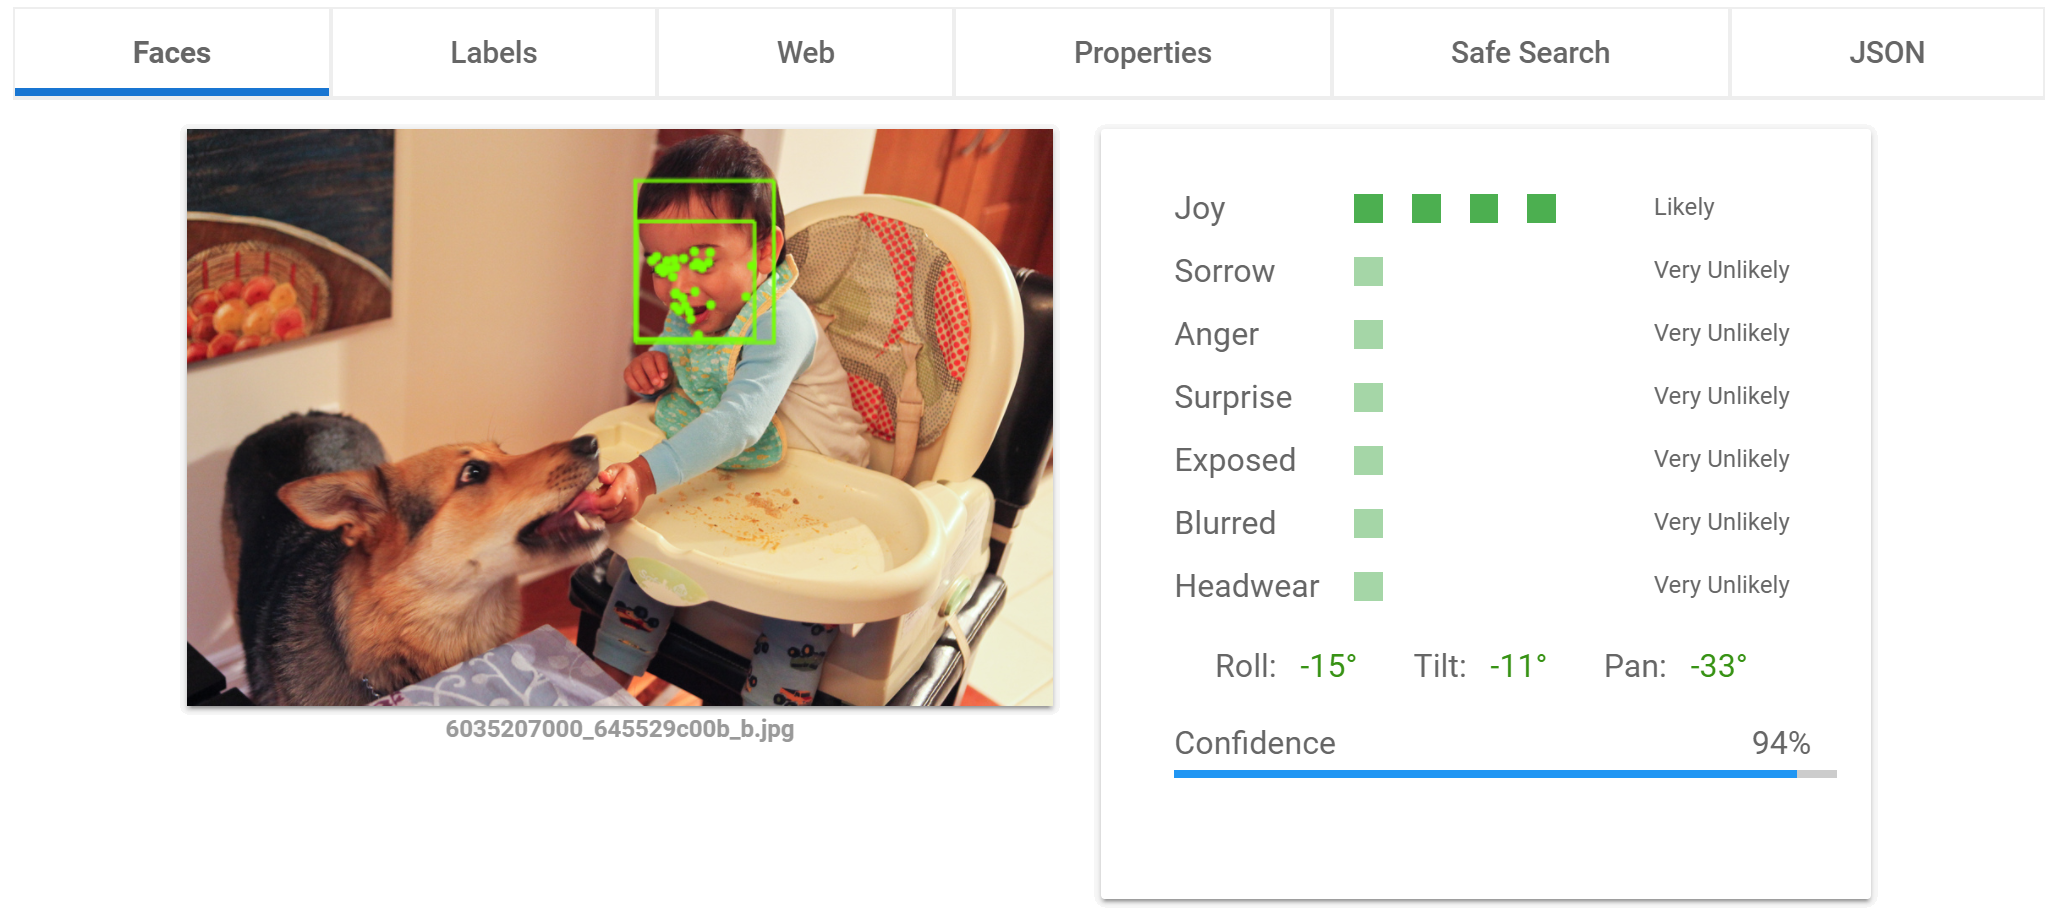 Faces Labels Web Properties Safe Search JSON
Joy Likely
Sorrow Very Unlikely
Anger Very Unlikely
Surprise Very Unlikely
Exposed Very Unlikely
Blurred Very Unlikely
Headwear Very Unlikely
Roll: -15° Tilt: -11° Pan: -33°
Confidence 94%
6035207000_645529c00b_b.jpg